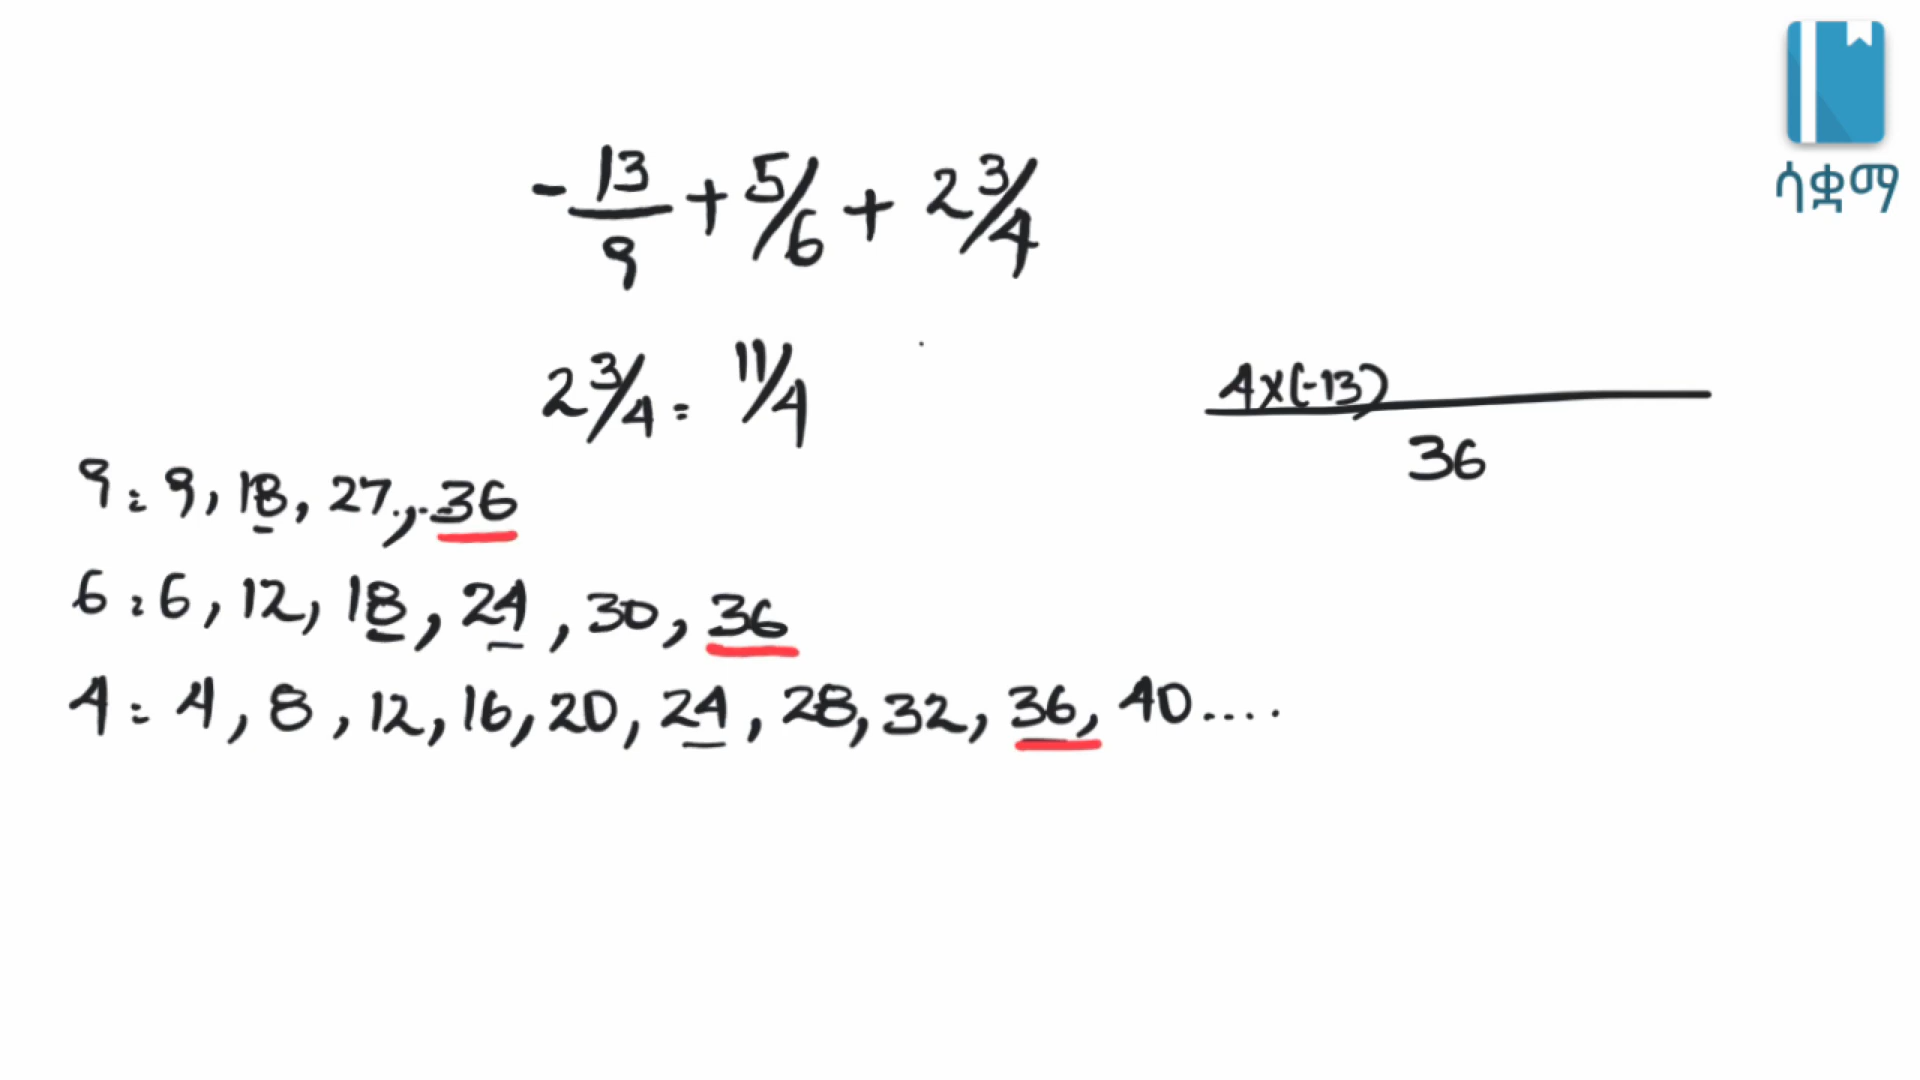 ሳቋማ
- 13/9 + 5/6 + 2 3/4
2 3/4 = 11/4
4x(-13)
36
9 = 9, 18, 27, ...36
6 = 6, 12, 18, 24, 30, 36
4 = 4, 8, 12, 16, 20, 24, 28, 32, 36, 40....